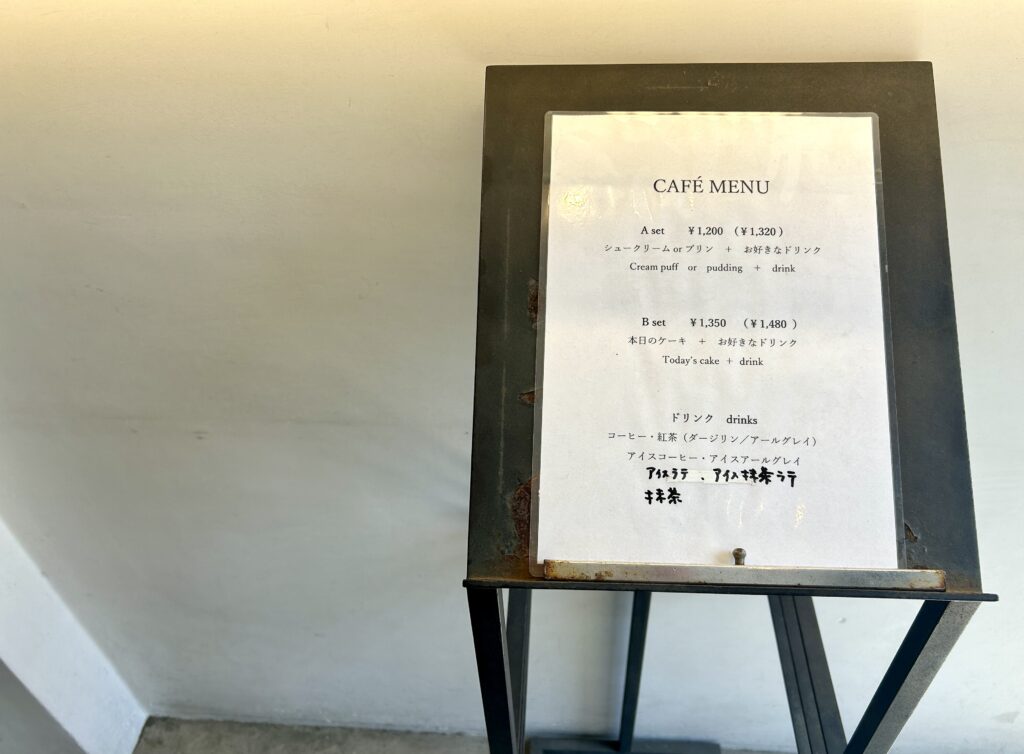 CAFÉ MENU
A set ¥1,200 (¥1,320)
シュークリーム or プリン + お好きなドリンク
Cream puff or pudding + drink
B set ¥1,350 (¥1,480)
本日のケーキ + お好きなドリンク
Today's cake + drink
ドリンク drinks
コーヒー・紅茶(ダージリン/アールグレイ)
アイスコーヒー・アイスアールグレイ
アイスラテ、アイス抹茶ラテ
抹茶